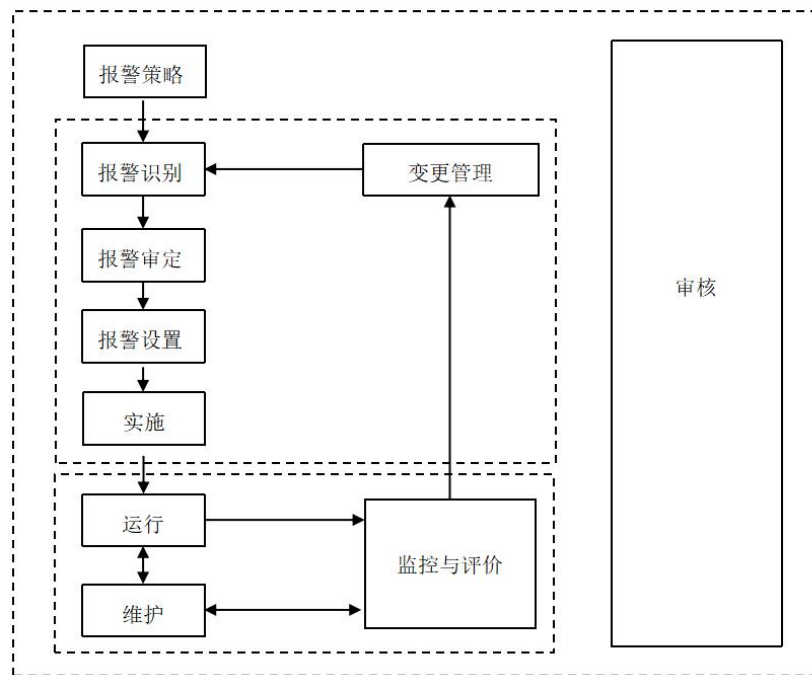 报警策略
报警识别
变更管理
报警审定
审核
报警设置
实施
运行
监控与评价
维护